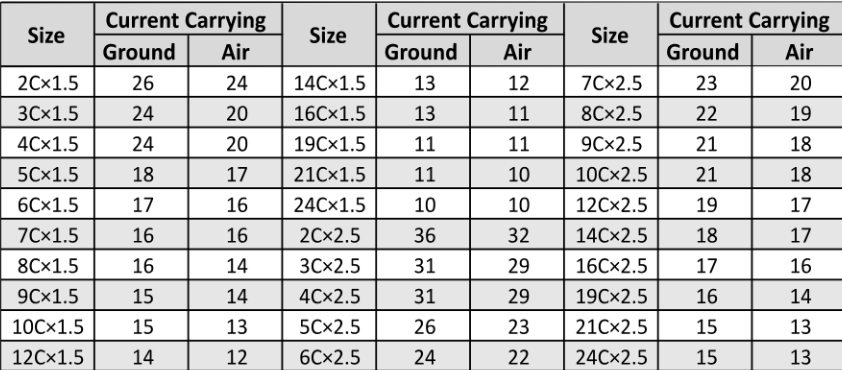 Size Current Carrying Size Current Carrying Size Current Carrying
Ground Air Ground Air Ground Air
2C×1.5 26 24 14C×1.5 13 12 7C×2.5 23 20
3C×1.5 24 20 16C×1.5 13 11 8C×2.5 22 19
4C×1.5 24 20 19C×1.5 11 11 9C×2.5 21 18
5C×1.5 18 17 21C×1.5 11 10 10C×2.5 21 18
6C×1.5 17 16 24C×1.5 10 10 12C×2.5 19 17
7C×1.5 16 16 2C×2.5 36 32 14C×2.5 18 17
8C×1.5 16 14 3C×2.5 31 29 16C×2.5 17 16
9C×1.5 15 14 4C×2.5 31 29 19C×2.5 16 14
10C×1.5 15 13 5C×2.5 26 23 21C×2.5 15 13
12C×1.5 14 12 6C×2.5 24 22 24C×2.5 15 13